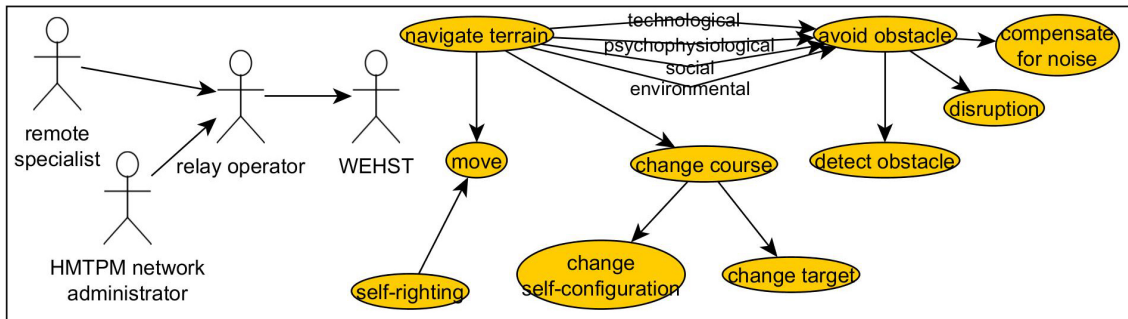 technological
navigate terrain
avoid obstacle
compensate
for noise
psychophysiological
social
environmental
disruption
remote
specialist
relay operator
WEHST
move
change course
detect obstacle
HMTPM network
administrator
self-righting
change
self-configuration
change target